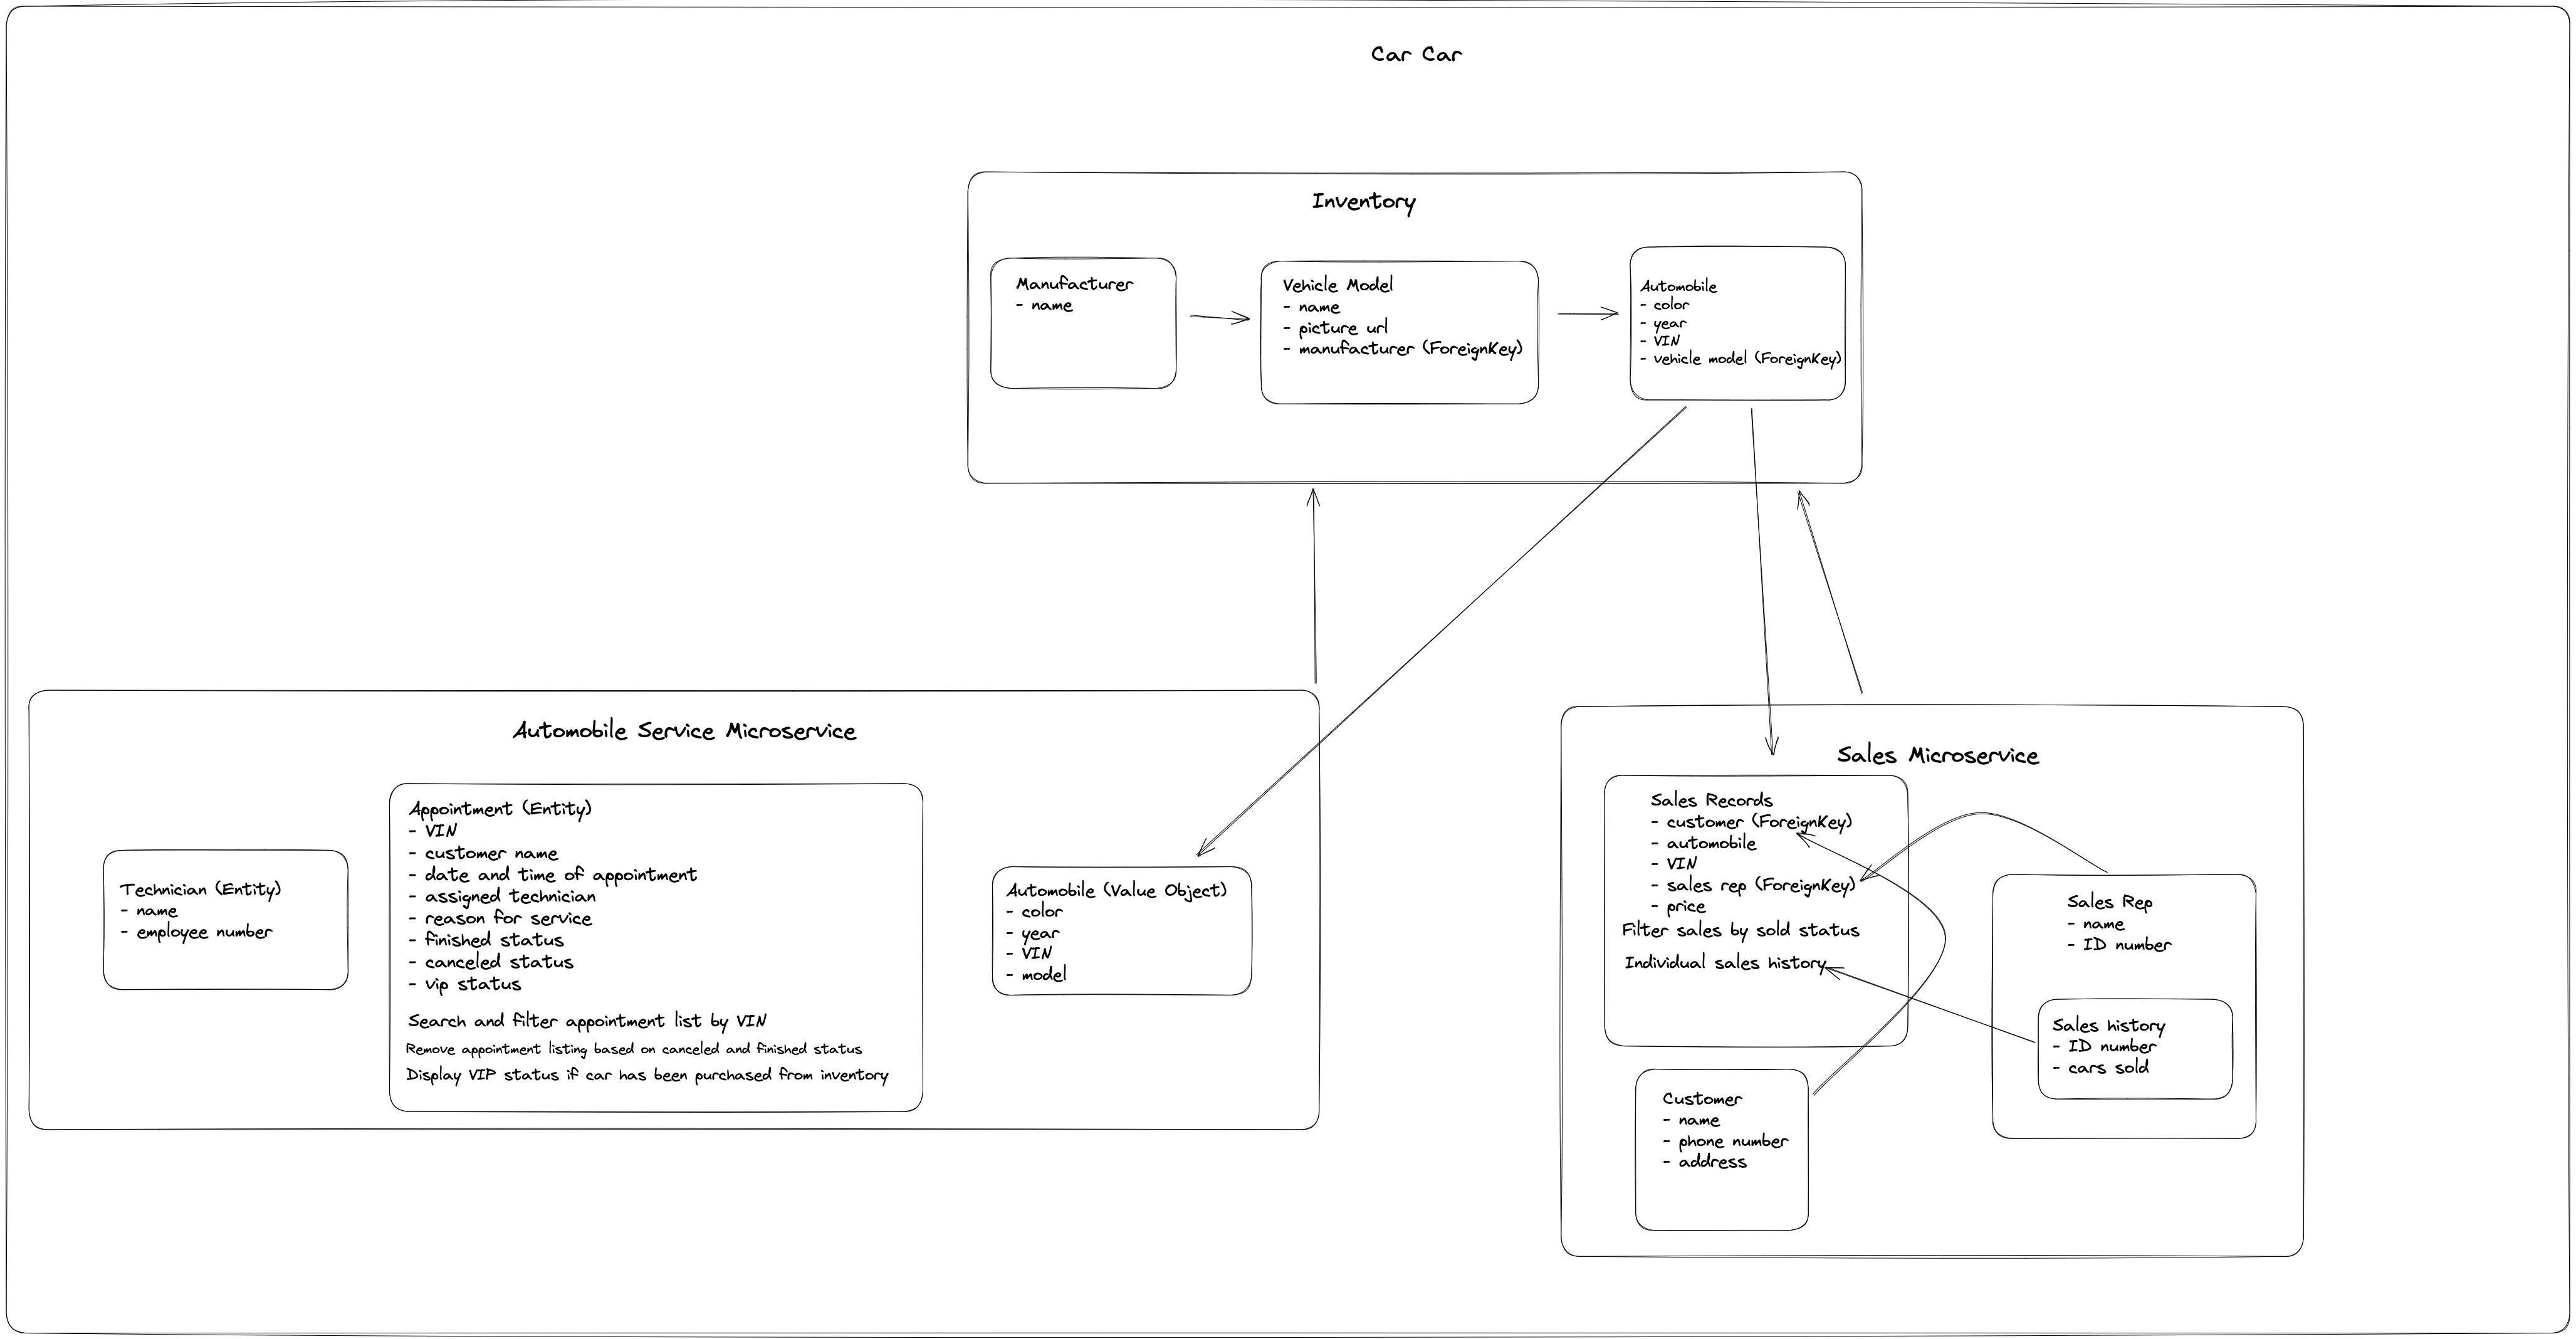 Car Car
Inventory
Manufacturer
- name
Vehicle Model
- name
- picture url
- manufacturer (ForeignKey)
Automobile
- color
- year
- VIN
- vehicle model (ForeignKey)
Automobile Service Microservice
Technician (Entity)
- name
- employee number
Appointment (Entity)
- VIN
- customer name
- date and time of appointment
- assigned technician
- reason for service
- finished status
- canceled status
- vip status
Search and filter appointment list by VIN
Remove appointment listing based on canceled and finished status
Display VIP status if car has been purchased from inventory
Automobile (Value Object)
- color
- year
- VIN
- model
Sales Microservice
Sales Records
- customer (ForeignKey)
- automobile
- VIN
- sales rep (ForeignKey)
- price
Filter sales by sold status
Individual sales history
Sales Rep
- name
- ID number
Sales history
- ID number
- cars sold
Customer
- name
- phone number
- address